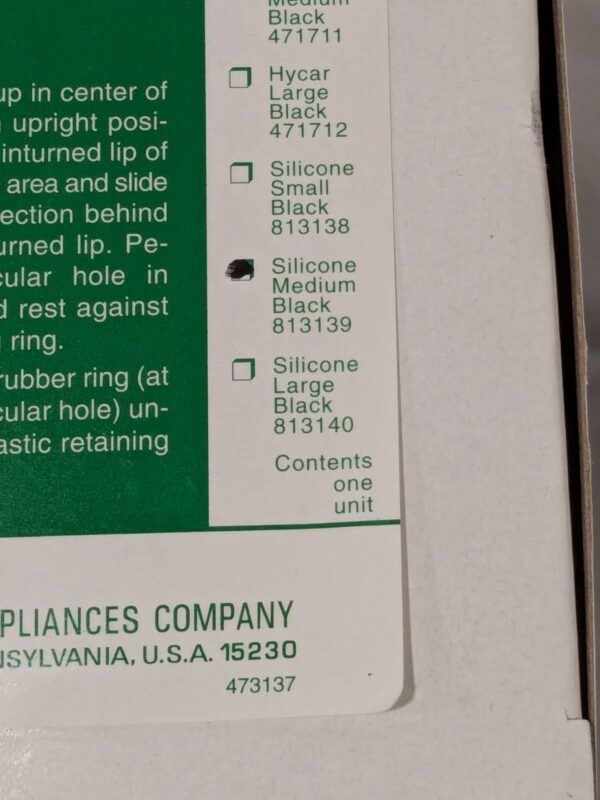 up in center of
upright posi-
inturned lip of
area and slide
ection behind
urned lip. Pe-
cular hole in
rest against
ring.
rubber ring (at
cular hole) un-
astic retaining
Medium
Black
471711
Hycar
Large
Black
471712
Silicone
Small
Black
813138
Silicone
Medium
Black
813139
Silicone
Large
Black
813140
Contents
one
unit
PLIANCES COMPANY
NSYLVANIA, U.S.A. 15230
473137